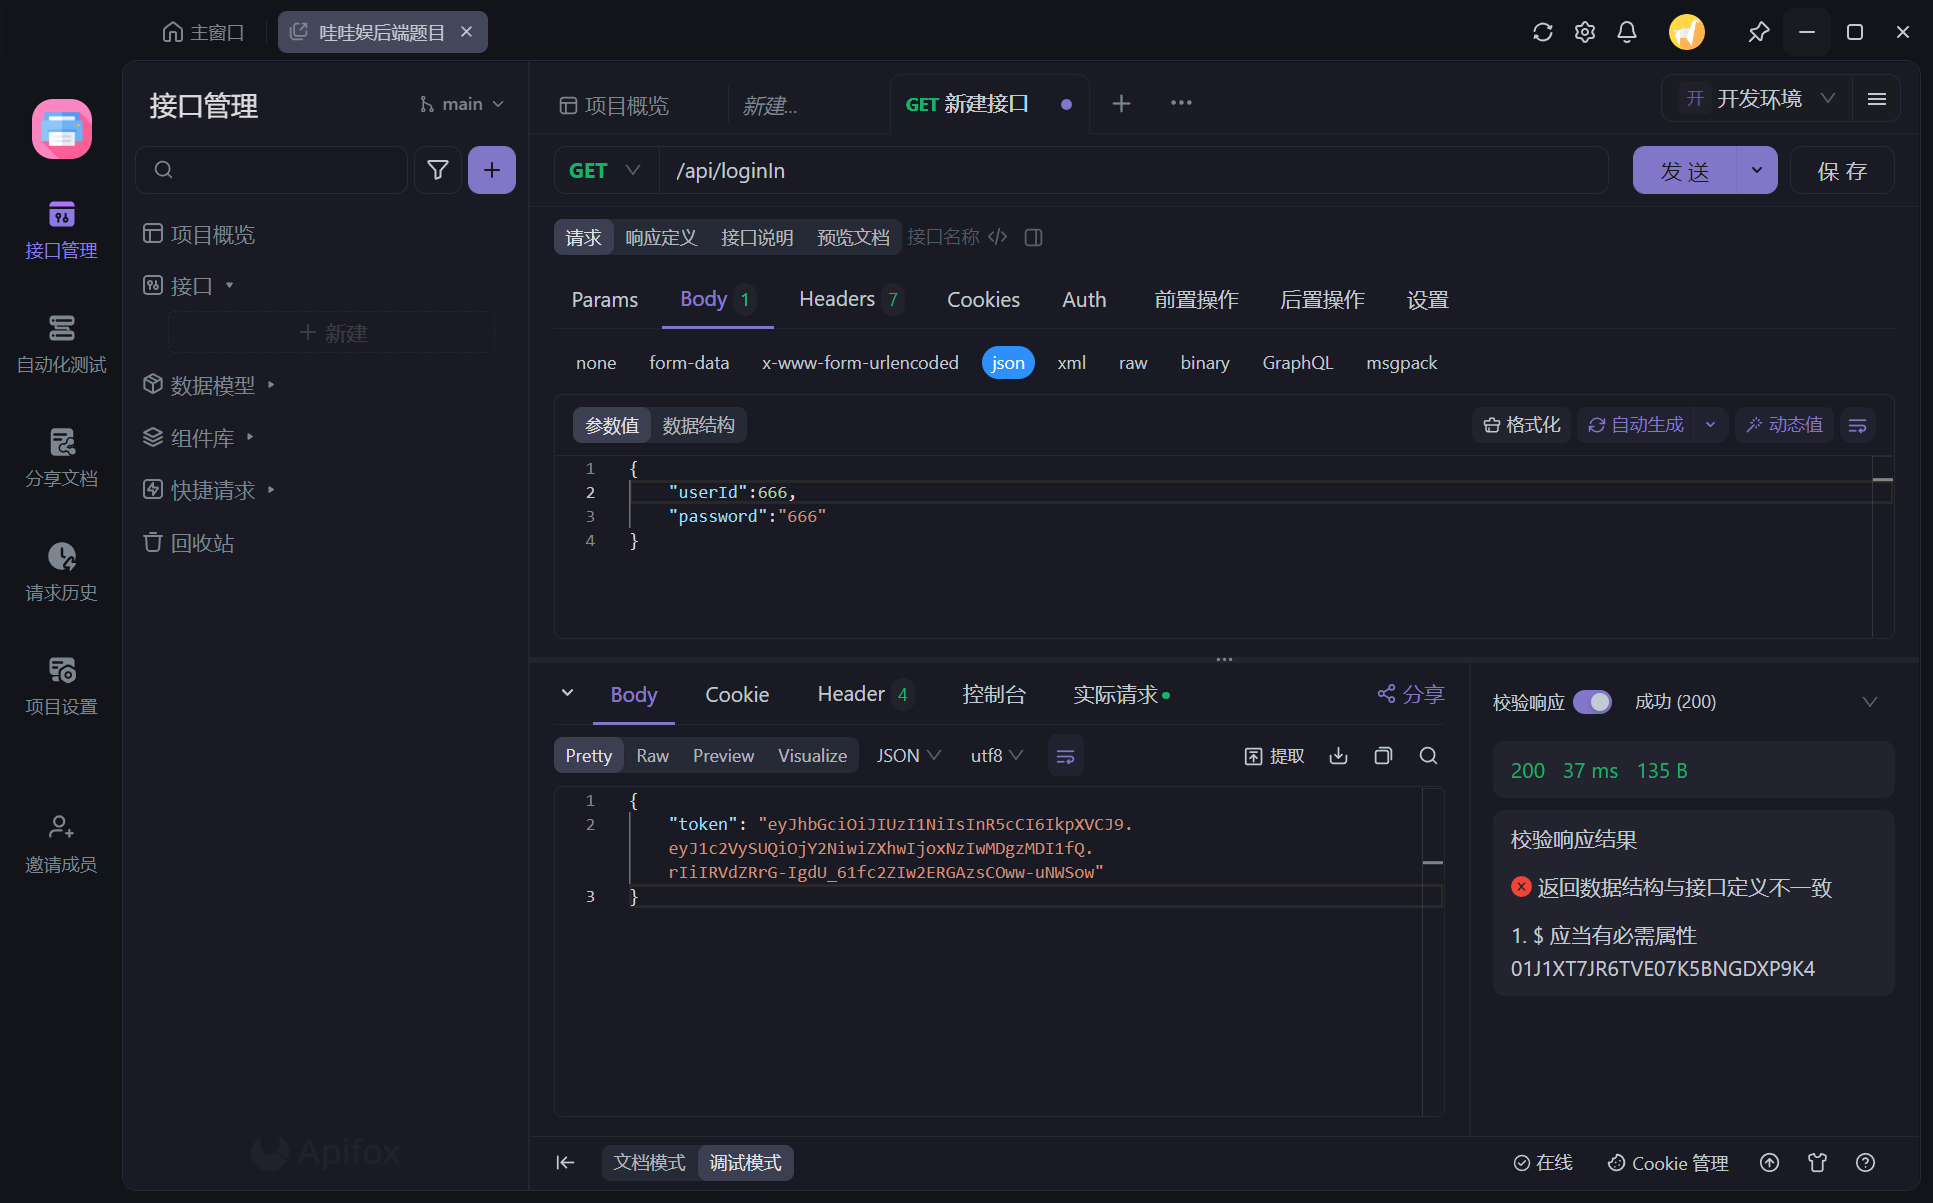 主窗口
哇哇娱后端题目
接口管理
main
项目概览
新建...
GET 新建接口
开 开发环境
GET
/api/loginIn
发 送
保 存
接口管理
自动化测试
分享文档
请求历史
项目设置
邀请成员
项目概览
接口
新建
数据模型
组件库
快捷请求
回收站
请求
响应定义
接口说明
预览文档
接口名称
Params
Body 1
Headers 7
Cookies
Auth
前置操作
后置操作
设置
none
form-data
x-www-form-urlencoded
json
xml
raw
binary
GraphQL
msgpack
参数值
数据结构
格式化
自动生成
动态值
1 {
2 "userId":666,
3 "password":"666"
4 }
Body
Cookie
Header 4
控制台
实际请求
分享
校验响应
成功 (200)
Pretty
Raw
Preview
Visualize
JSON
utf8
提取
200 37 ms 135 B
1 {
2 "token": "eyJhbGciOiJIUzI1NiIsInR5cCI6IkpXVCJ9.
eyJ1c2VySUQiOjY2NiwiZXhwIjoxNzIwMDgzMDI1fQ.
rIiIRVdZRrG-IgdU_61fc2ZIw2ERGAzsCOww-uNWSow"
3 }
校验响应结果
返回数据结构与接口定义不一致
1. $ 应当有必需属性
01J1XT7JR6TVE07K5BNGDXP9K4
Apifox
文档模式
调试模式
在线
Cookie 管理